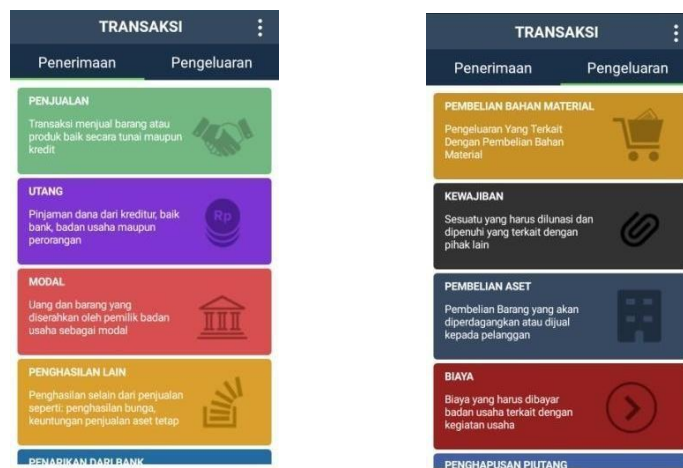 TRANSAKSI
Penerimaan Pengeluaran
PENJUALAN
Transaksi menjual barang atau
produk baik secara tunai maupun
kredit
UTANG
Pinjaman dana dari kreditur, baik
bank, badan usaha maupun
perorangan
Rp
MODAL
Uang dan barang yang
diserahkan oleh pemilik badan
usaha sebagai modal
PENGHASILAN LAIN
Penghasilan selain dari penjualan
seperti: penghasilan bunga,
keuntungan penjualan aset tetap
PENARIKAN DARI BANK
TRANSAKSI
Penerimaan Pengeluaran
PEMBELIAN BAHAN MATERIAL
Pengeluaran Yang Terkait
Dengan Pembelian Bahan
Material
KEWAJIBAN
Sesuatu yang harus dilunasi dan
dipenuhi yang terkait dengan
pihak lain
PEMBELIAN ASET
Pembelian Barang yang akan
diperdagangkan atau dijual
kepada pelanggan
BIAYA
Biaya yang harus dibayar
badan usaha terkait dengan
kegiatan usaha
PENGHAPUSAN PIUTANG